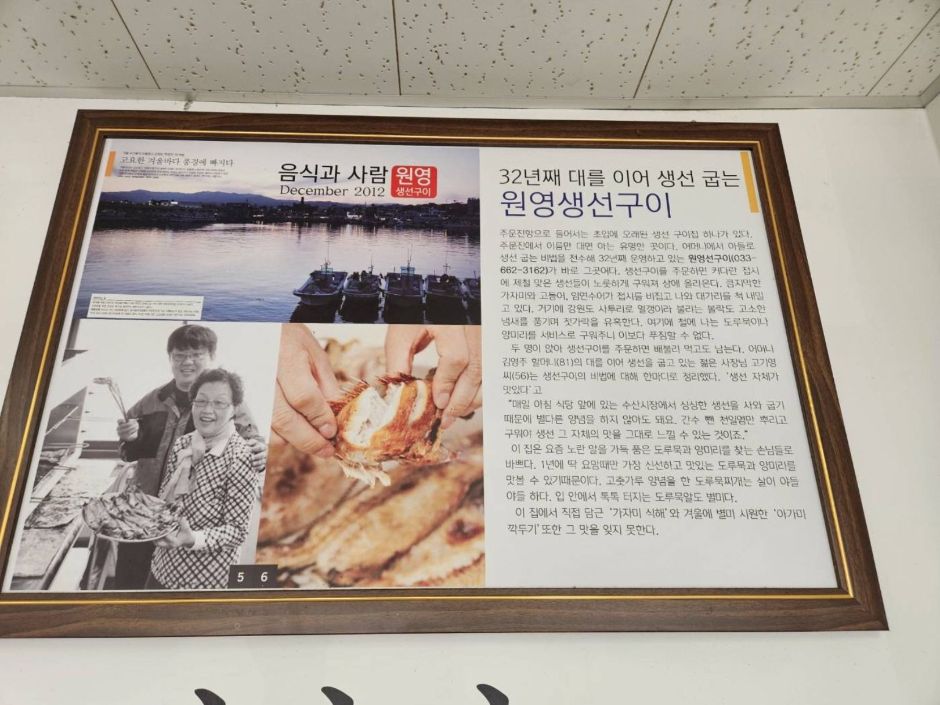 고요한 겨울바다 풍경에 빠지다
음식과 사람
December 2012
원영
생선구이
32년째 대를 이어 생선 굽는
원영생선구이
주문진항으로 들어서는 초입에 오래된 생선 구이집 하나가 있다.
주문진에서 이름만 대면 아는 유명한 곳이다. 어머니에서 아들로
생선 굽는 비법을 전수해 32년째 운영하고 있는 원영선구이(033-
662-3162)가 바로 그곳이다. 생선구이를 주문하면 커다란 접시
에 제철 맞은 생선들이 노릇하게 구워져 상에 올라온다. 큼지막한
가자미와 고등어, 임연수어가 접시를 비집고 나와 대가리를 척 내밀
고 있다. 거기에 강원도 사투리로 멀갱이라 불리는 볼락도 고소한
냄새를 풍기며 젓가락을 유혹한다. 여기에 철에 나는 도루묵이나
양미리를 서비스로 구워주니 이보다 푸짐할 수 없다.
두 명이 앉아 생선구이를 주문하면 배불리 먹고도 남는다. 어머니
김영주 할머니(81)의 대를 이어 생선을 굽고 있는 젊은 사장님 고기영
씨(56)는 생선구이의 비법에 대해 한마디로 정리했다. '생선 자체가
맛있다'고
"매일 아침 식당 앞에 있는 수산시장에서 싱싱한 생선을 사와 굽기
때문에 별다른 양념을 하지 않아도 돼요. 간수 뺀 천일염만 뿌리고
구워야 생선 그 자체의 맛을 그대로 느낄 수 있는 것이죠."
이 집은 요즘 노란 알을 가득 품은 도루묵과 양미리를 찾는 손님들로
바쁘다. 1년에 딱 요맘때만 가장 신선하고 맛있는 도루묵과 양미리를
맛볼 수 있기때문이다. 고춧가루 양념을 한 도루묵찌개는 살이 야들
야들 하다. 입 안에서 톡톡 터지는 도루묵알도 별미다.
이 집에서 직접 담근 '가자미 식해'와 겨울에 별미 시원한 '아가미
깍두기'또한 그 맛을 잊지 못한다.
5 6